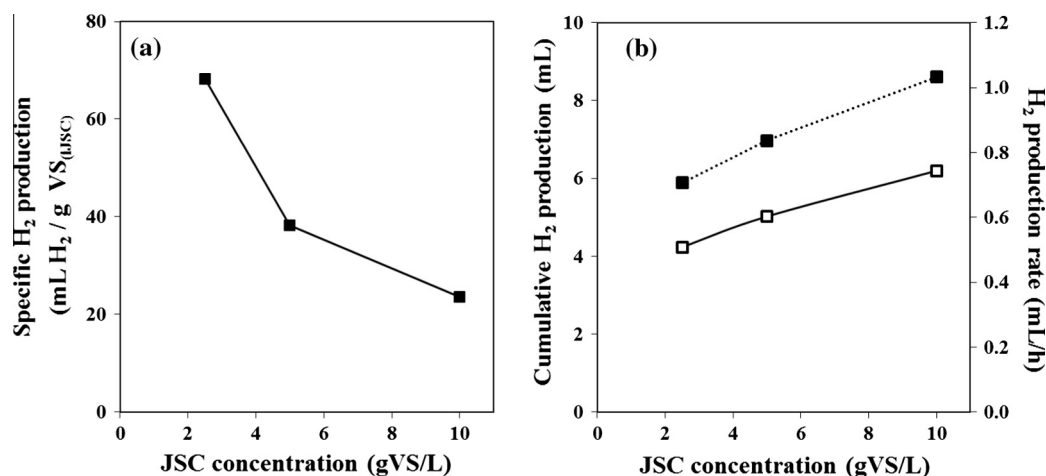 (a)
Specific H₂ production
(mL H₂ / g VS(JSC))
80
60
40
20
0
0 2 4 6 8 10
JSC concentration (gVS/L)
(b)
Cumulative H₂ production (mL)
10
8
6
4
2
0
0 2 4 6 8 10
JSC concentration (gVS/L)
1.2
1.0
0.8
0.6
0.4
0.2
0.0
H₂ production rate (mL/h)